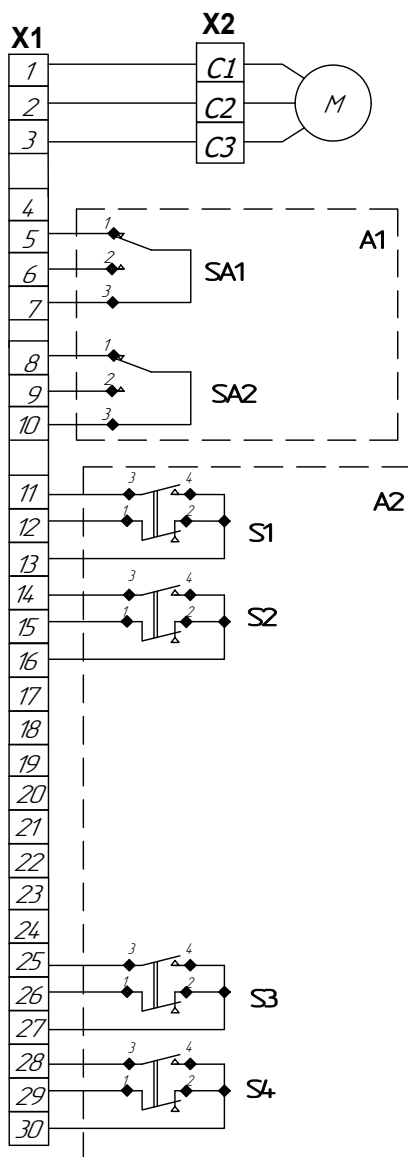 X1 X2
1 C1
2 C2 M
3 C3
4
5 1 A1
6 2 SA1
7 3
8 1
9 2 SA2
10 3
11 3 4 A2
12 1 2 S1
13
14 3 4
15 1 2 S2
16
17
18
19
20
21
22
23
24
25 3 4
26 1 2 S3
27
28 3 4
29 1 2 S4
30